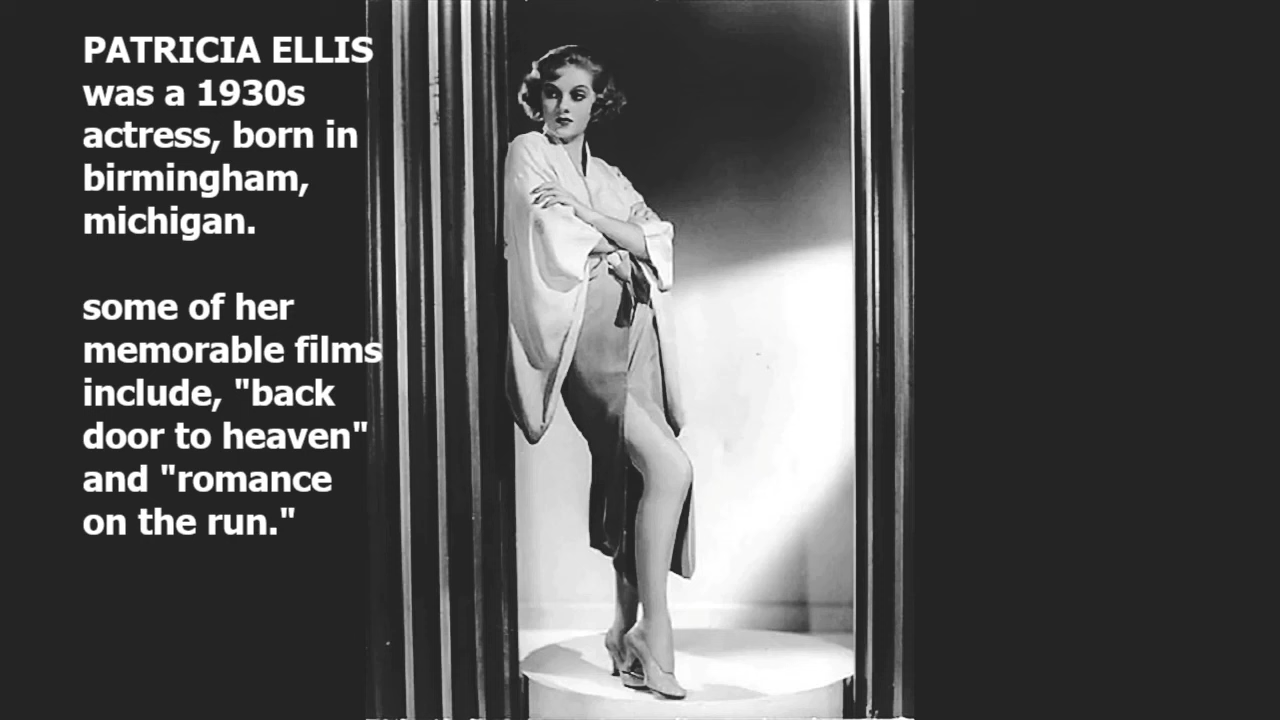 PATRICIA ELLIS
was a 1930s
actress, born in
birmingham,
michigan.
some of her
memorable films
include, "back
door to heaven"
and "romance
on the run."